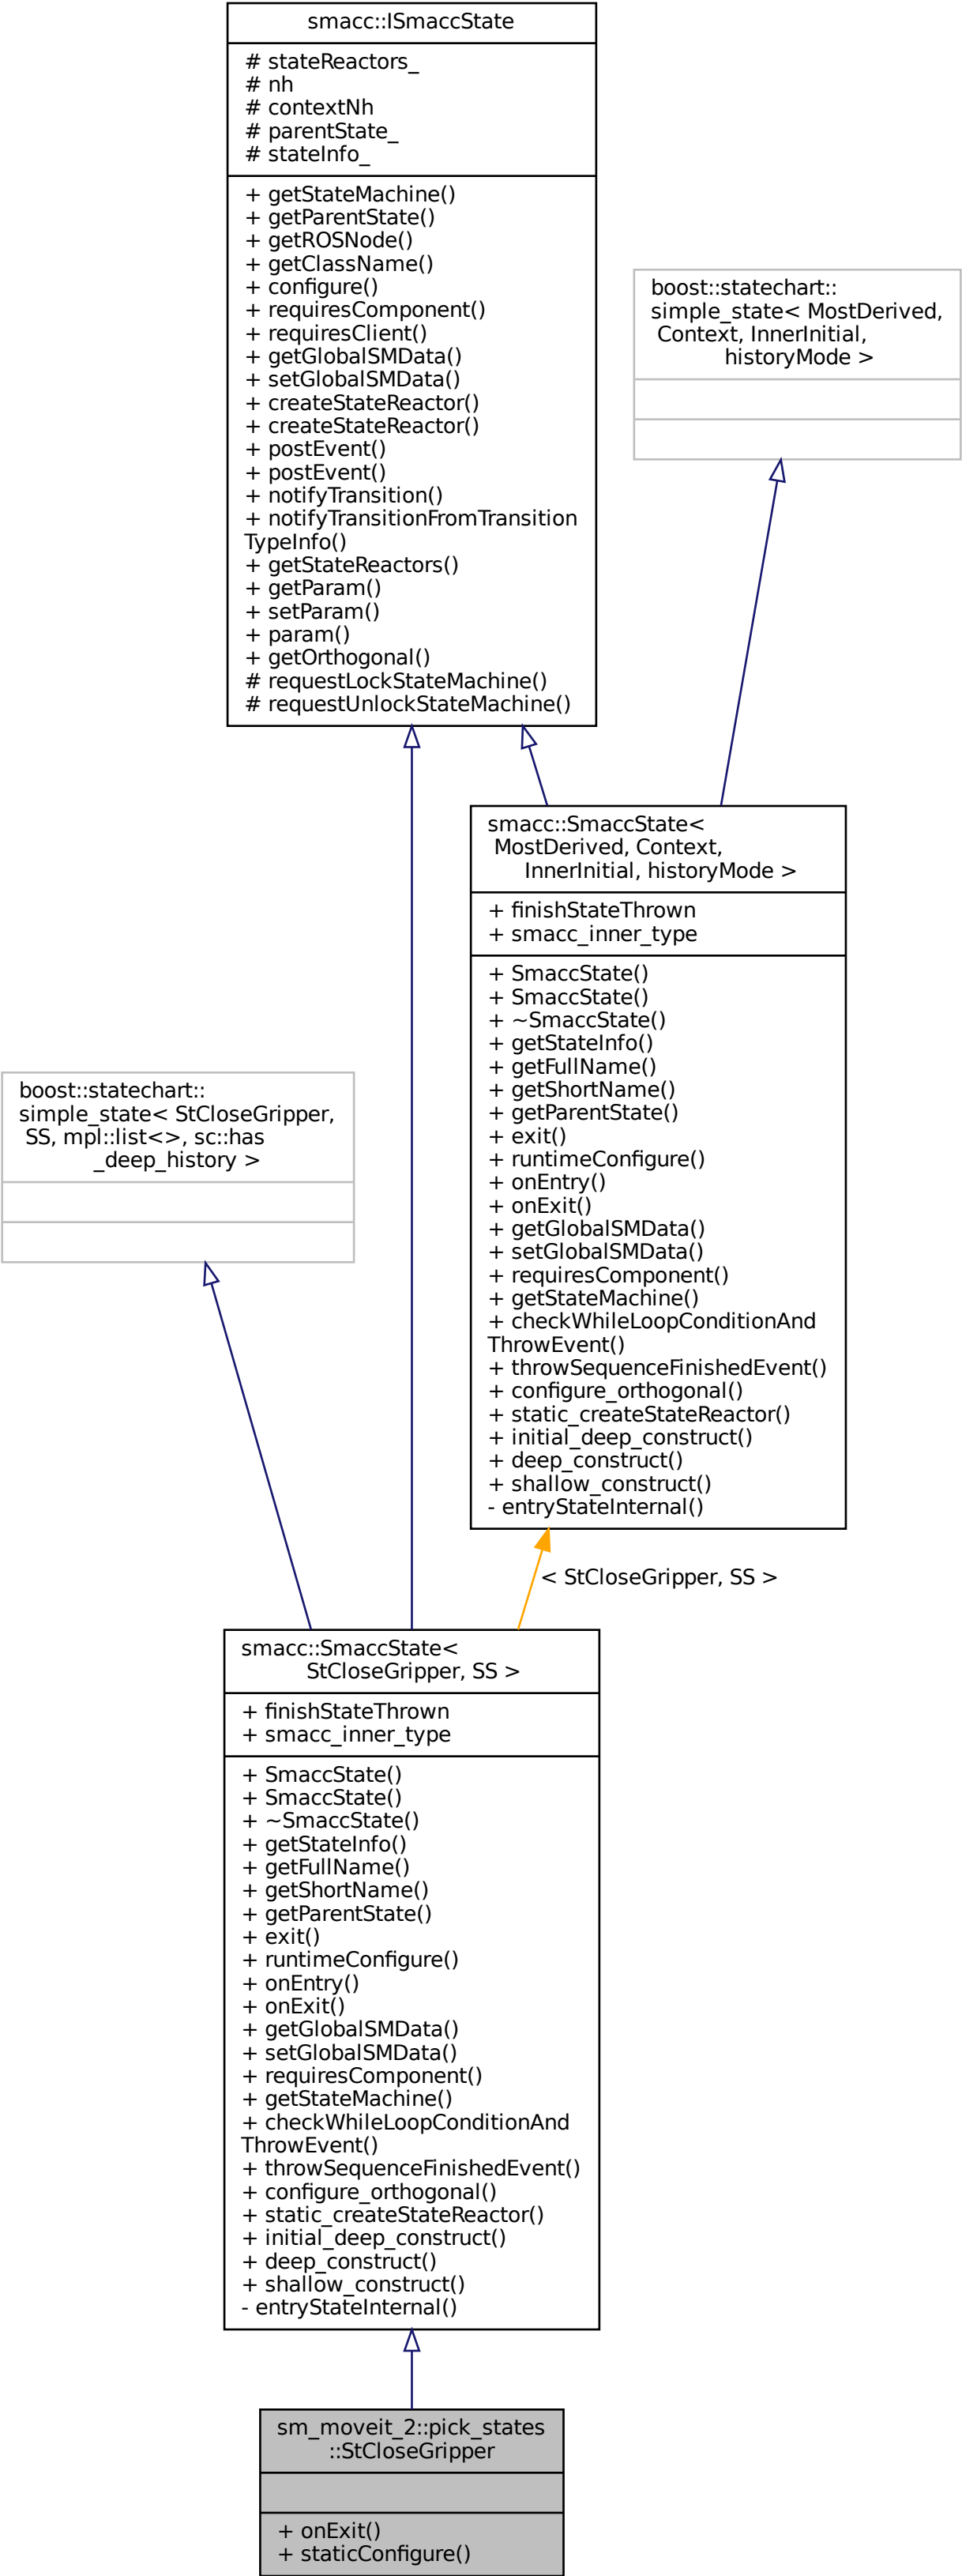 smacc::ISmaccState
# stateReactors_
# nh
# contextNh
# parentState_
# stateInfo_
+ getStateMachine()
+ getParentState()
+ getROSNode()
+ getClassName()
+ configure()
+ requiresComponent()
+ requiresClient()
+ getGlobalSMData()
+ setGlobalSMData()
+ createStateReactor()
+ createStateReactor()
+ postEvent()
+ postEvent()
+ notifyTransition()
+ notifyTransitionFromTransition
TypeInfo()
+ getStateReactors()
+ getParam()
+ setParam()
+ param()
+ getOrthogonal()
# requestLockStateMachine()
# requestUnlockStateMachine()
boost::statechart::
simple_state< MostDerived,
Context, InnerInitial,
historyMode >
smacc::SmaccState<
MostDerived, Context,
InnerInitial, historyMode >
+ finishStateThrown
+ smacc_inner_type
+ SmaccState()
+ SmaccState()
+ ~SmaccState()
+ getStateInfo()
+ getFullName()
+ getShortName()
+ getParentState()
+ exit()
+ runtimeConfigure()
+ onEntry()
+ onExit()
+ getGlobalSMData()
+ setGlobalSMData()
+ requiresComponent()
+ getStateMachine()
+ checkWhileLoopConditionAnd
ThrowEvent()
+ throwSequenceFinishedEvent()
+ configure_orthogonal()
+ static_createStateReactor()
+ initial_deep_construct()
+ deep_construct()
+ shallow_construct()
- entryStateInternal()
boost::statechart::
simple_state< StCloseGripper,
SS, mpl::list<>, sc::has
_deep_history >
< StCloseGripper, SS >
smacc::SmaccState<
StCloseGripper, SS >
+ finishStateThrown
+ smacc_inner_type
+ SmaccState()
+ SmaccState()
+ ~SmaccState()
+ getStateInfo()
+ getFullName()
+ getShortName()
+ getParentState()
+ exit()
+ runtimeConfigure()
+ onEntry()
+ onExit()
+ getGlobalSMData()
+ setGlobalSMData()
+ requiresComponent()
+ getStateMachine()
+ checkWhileLoopConditionAnd
ThrowEvent()
+ throwSequenceFinishedEvent()
+ configure_orthogonal()
+ static_createStateReactor()
+ initial_deep_construct()
+ deep_construct()
+ shallow_construct()
- entryStateInternal()
sm_moveit_2::pick_states
::StCloseGripper
+ onExit()
+ staticConfigure()